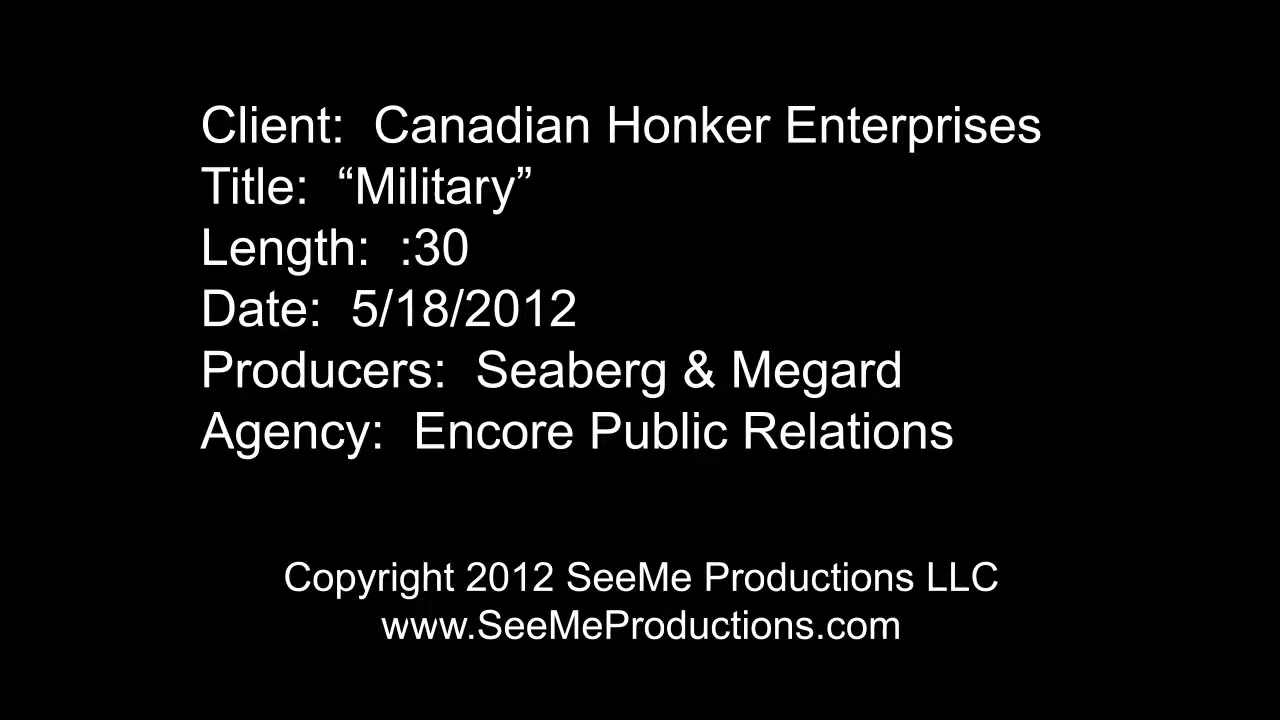 Client:  Canadian Honker Enterprises
Title:  “Military”
Length:  :30
Date:  5/18/2012
Producers:  Seaberg & Megard
Agency:  Encore Public Relations
Copyright 2012 SeeMe Productions LLC
www.SeeMeProductions.com